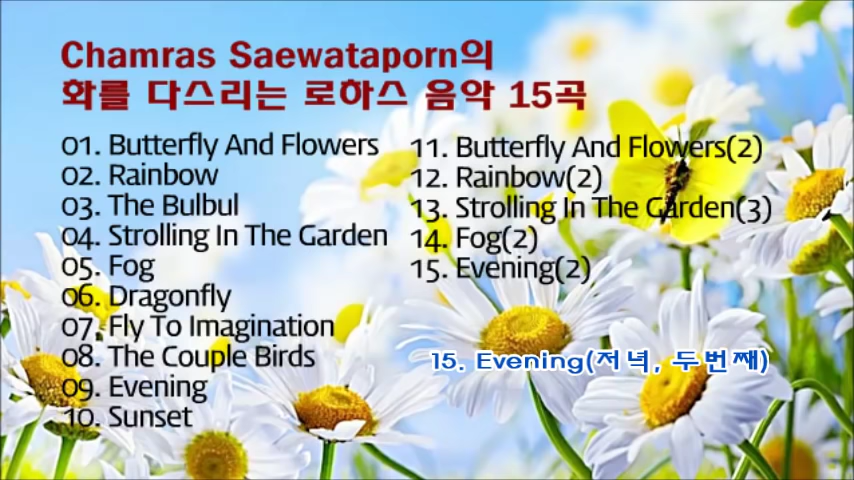 Chamras Saewataporn의
화를 다스리는 로하스 음악 15곡
01. Butterfly And Flowers
02. Rainbow
03. The Bulbul
04. Strolling In The Garden
05. Fog
06. Dragonfly
07. Fly To Imagination
08. The Couple Birds
09. Evening
10. Sunset
11. Butterfly And Flowers(2)
12. Rainbow(2)
13. Strolling In The Garden(3)
14. Fog(2)
15. Evening(2)
15. Evening(저녁, 두번째)